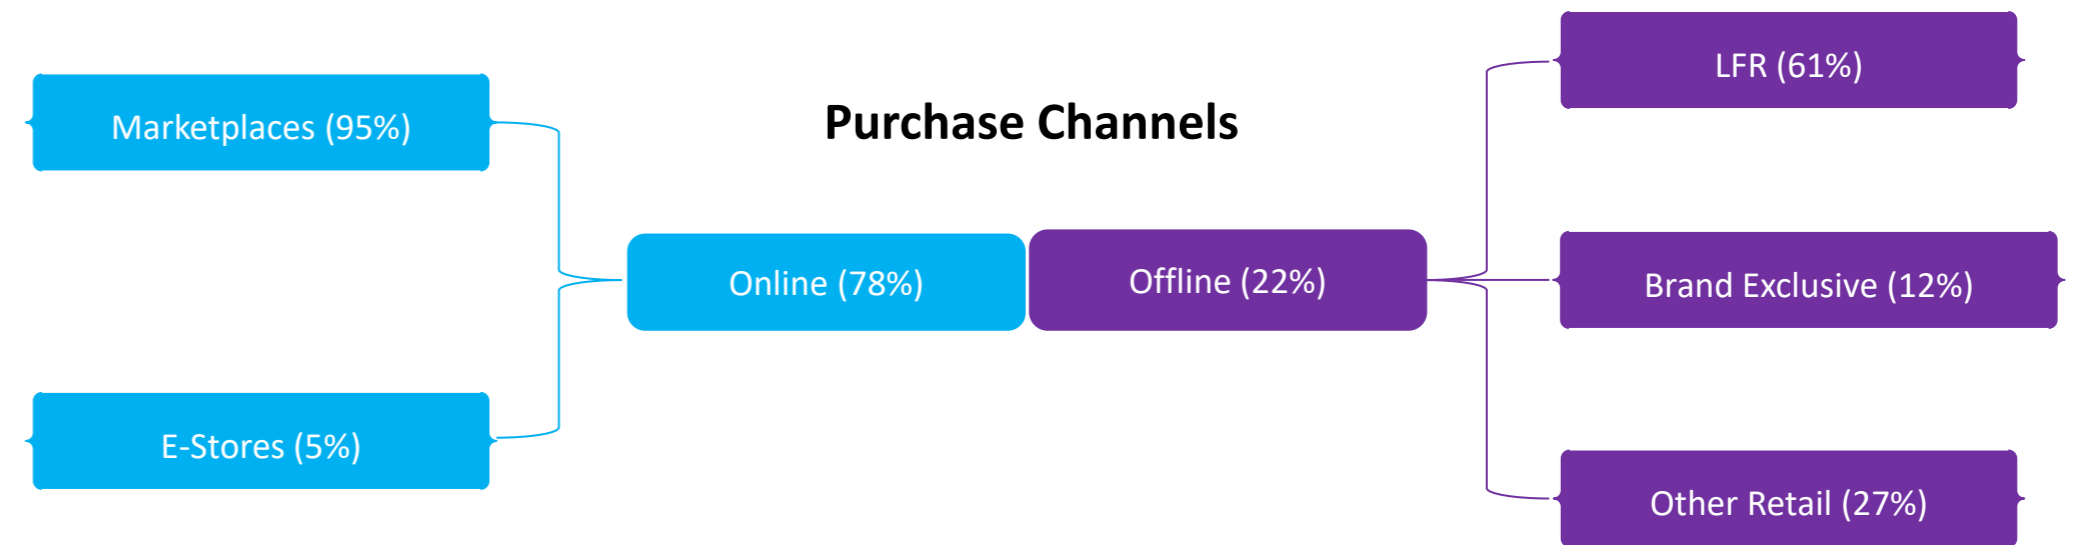 Purchase Channels
Marketplaces (95%)
E-Stores (5%)
Online (78%)
Offline (22%)
LFR (61%)
Brand Exclusive (12%)
Other Retail (27%)